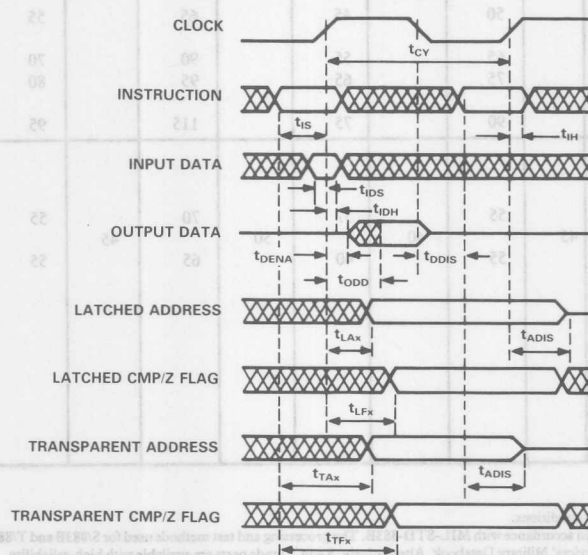 CLOCK
tCY
INSTRUCTION
tIS
tIH
INPUT DATA
tIDS
tIDH
OUTPUT DATA
tDENA
tDDIS
tODD
LATCHED ADDRESS
tLAx
tADIS
LATCHED CMP/Z FLAG
tLFx
TRANSPARENT ADDRESS
tTAx
tADIS
TRANSPARENT CMP/Z FLAG
tTFx